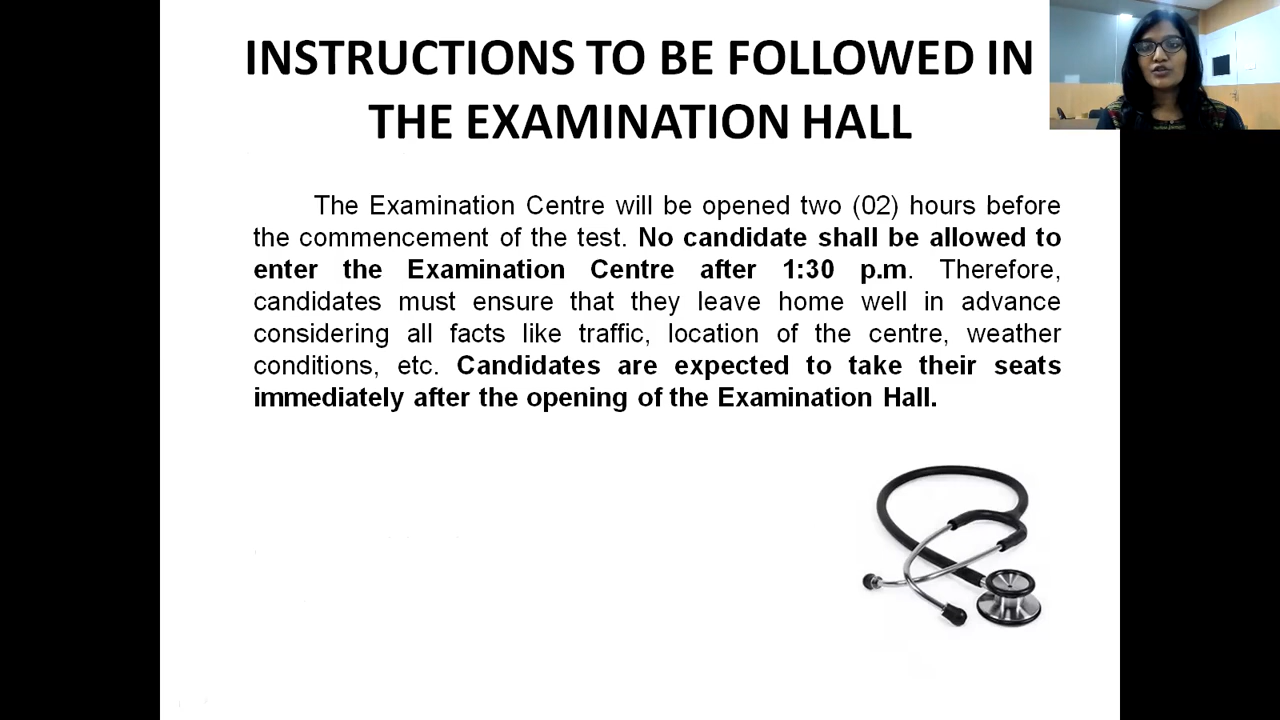 INSTRUCTIONS TO BE FOLLOWED IN
THE EXAMINATION HALL
The Examination Centre will be opened two (02) hours before
the commencement of the test. No candidate shall be allowed to
enter the Examination Centre after 1:30 p.m. Therefore,
candidates must ensure that they leave home well in advance
considering all facts like traffic, location of the centre, weather
conditions, etc. Candidates are expected to take their seats
immediately after the opening of the Examination Hall.